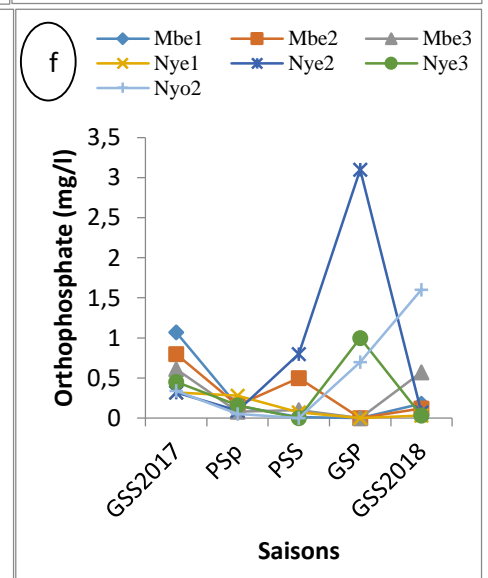 f
Mbe1 Mbe2 Mbe3
Nye1 Nye2 Nye3
Nyo2
Orthophosphate (mg/l)
3,5
3
2,5
2
1,5
1
0,5
0
GSS2017 PSp PSS GSP GSS2018
Saisons